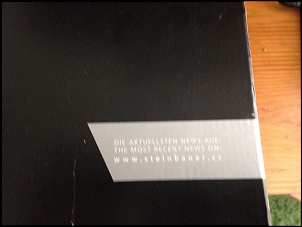 DIE AKTUELLSTEN NEWS AUF
THE MOST RECENT NEWS ON
www.steinbauer.cc